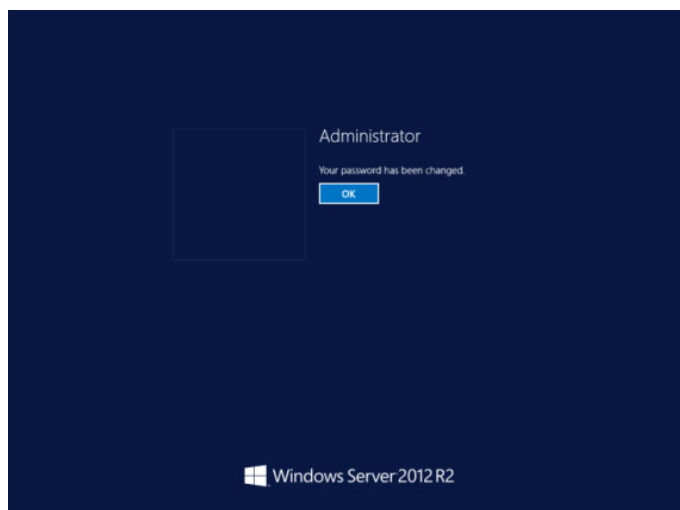 Administrator
Your password has been changed.
OK
Windows Server 2012 R2